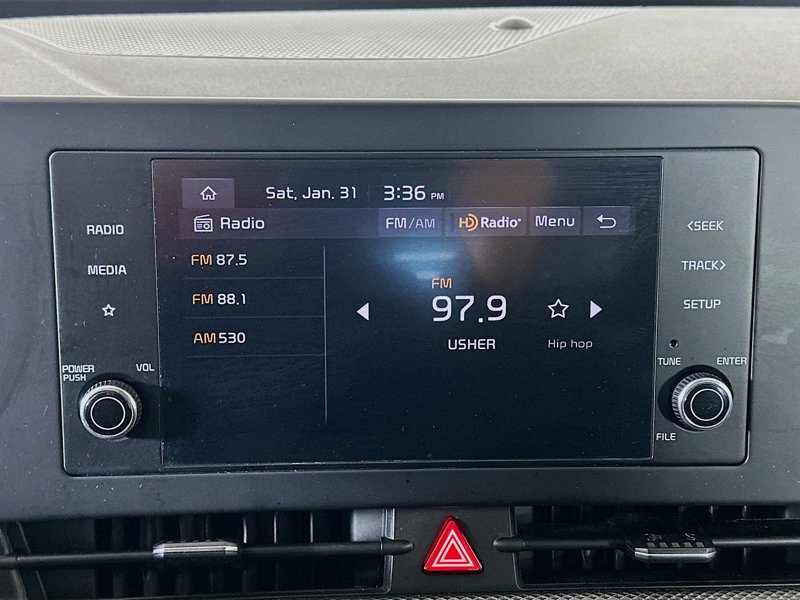 Sat, Jan. 31 3:36 PM
Radio FM/AM HD Radio Menu
RADIO
MEDIA
POWER
PUSH
VOL
FM 87.5
FM 88.1
AM 530
FM
97.9
USHER
Hip hop
<SEEK
TRACK>
SETUP
TUNE
ENTER
FILE